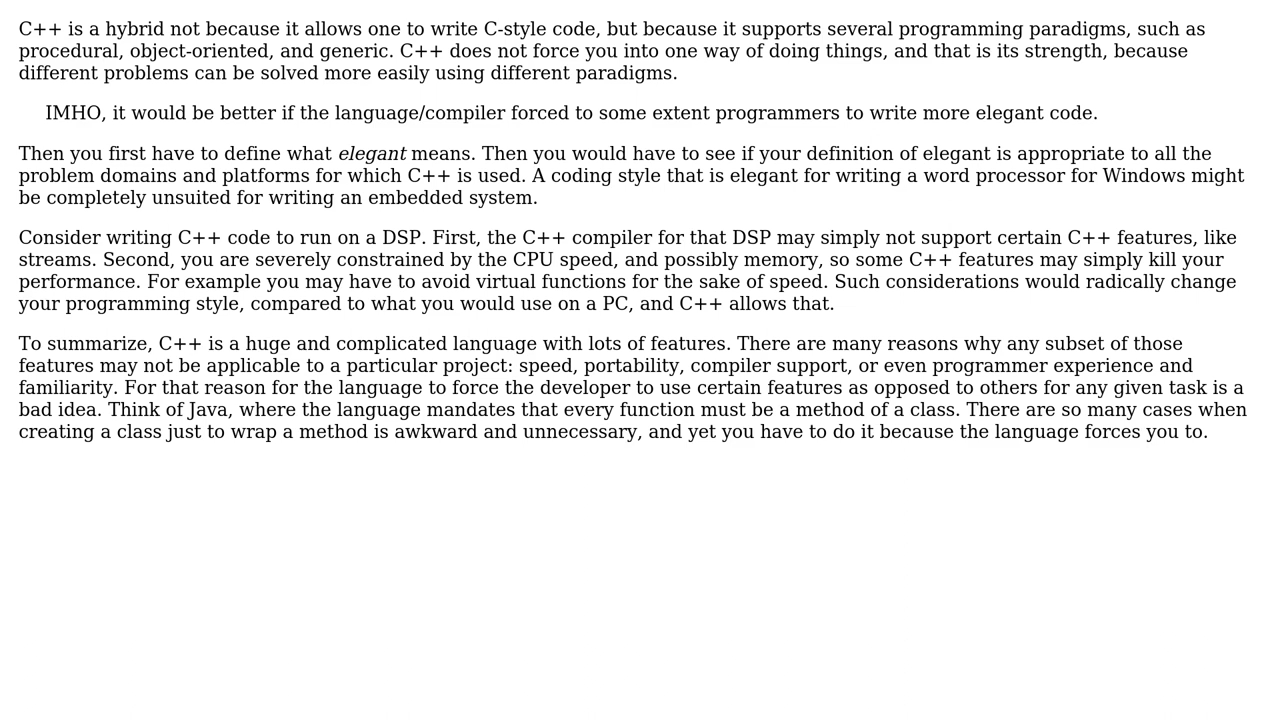 C++ is a hybrid not because it allows one to write C-style code, but because it supports several programming paradigms, such as
procedural, object-oriented, and generic. C++ does not force you into one way of doing things, and that is its strength, because
different problems can be solved more easily using different paradigms.
IMHO, it would be better if the language/compiler forced to some extent programmers to write more elegant code.
Then you first have to define what elegant means. Then you would have to see if your definition of elegant is appropriate to all the
problem domains and platforms for which C++ is used. A coding style that is elegant for writing a word processor for Windows might
be completely unsuited for writing an embedded system.
Consider writing C++ code to run on a DSP. First, the C++ compiler for that DSP may simply not support certain C++ features, like
streams. Second, you are severely constrained by the CPU speed, and possibly memory, so some C++ features may simply kill your
performance. For example you may have to avoid virtual functions for the sake of speed. Such considerations would radically change
your programming style, compared to what you would use on a PC, and C++ allows that.
To summarize, C++ is a huge and complicated language with lots of features. There are many reasons why any subset of those
features may not be applicable to a particular project: speed, portability, compiler support, or even programmer experience and
familiarity. For that reason for the language to force the developer to use certain features as opposed to others for any given task is a
bad idea. Think of Java, where the language mandates that every function must be a method of a class. There are so many cases when
creating a class just to wrap a method is awkward and unnecessary, and yet you have to do it because the language forces you to.